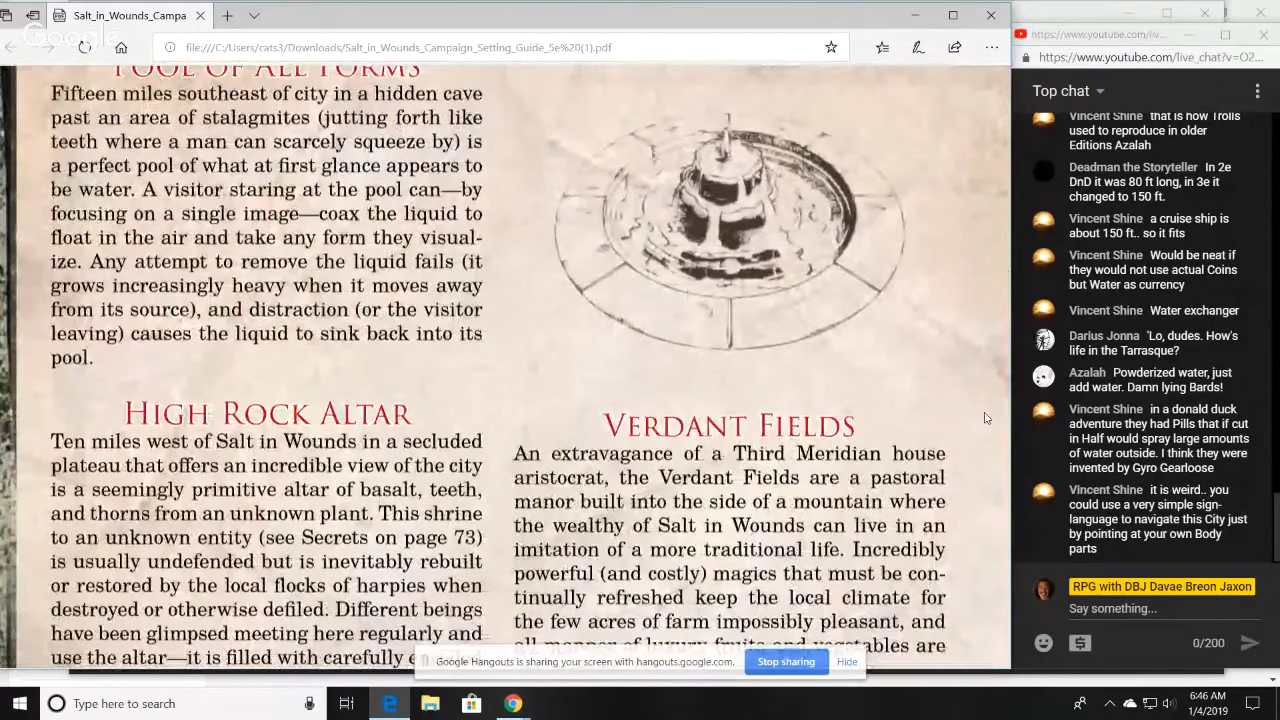 Salt_in_Wounds_Campa
Google
file:///C:/Users/cats3/Downloads/Salt_in_Wounds_Campaign_Setting_Guide_5e%20(1).pdf
POOL OF ALL FORMS
Fifteen miles southeast of city in a hidden cave
past an area of stalagmites (jutting forth like
teeth where a man can scarcely squeeze by) is
a perfect pool of what at first glance appears to
be water. A visitor staring at the pool can—by
focusing on a single image—coax the liquid to
float in the air and take any form they visual-
ize. Any attempt to remove the liquid fails (it
grows increasingly heavy when it moves away
from its source), and distraction (or the visitor
leaving) causes the liquid to sink back into its
pool.
HIGH ROCK ALTAR
Ten miles west of Salt in Wounds in a secluded
plateau that offers an incredible view of the city
is a seemingly primitive altar of basalt, teeth,
and thorns from an unknown plant. This shrine
to an unknown entity (see Secrets on page 73)
is usually undefended but is inevitably rebuilt
or restored by the local flocks of harpies when
destroyed or otherwise defiled. Different beings
have been glimpsed meeting here regularly and
use the altar—it is filled with carefully
VERDANT FIELDS
An extravagance of a Third Meridian house
aristocrat, the Verdant Fields are a pastoral
manor built into the side of a mountain where
the wealthy of Salt in Wounds can live in an
imitation of a more traditional life. Incredibly
powerful (and costly) magics that must be con-
tinually refreshed keep the local climate for
the few acres of farm impossibly pleasant, and
all manner of luxury fruits and vegetables are
Google Hangouts is sharing your screen with hangouts.google.com.
Stop sharing
Hide
https://www.youtube.com/liv...
https://www.youtube.com/live_chat?v=O2...
Top chat
Vincent Shine that is how Trolls
used to reproduce in older
Editions Azalah
Deadman the Storyteller In 2e
DnD it was 80 ft long, in 3e it
changed to 150 ft.
Vincent Shine a cruise ship is
about 150 ft.. so it fits
Vincent Shine Would be neat if
they would not use actual Coins
but Water as currency
Vincent Shine Water exchanger
Darius Jonna 'Lo, dudes. How's
life in the Tarrasque?
Azalah Powderized water, just
add water. Damn lying Bards!
Vincent Shine in a donald duck
adventure they had Pills that if cut
in Half would spray large amounts
of water outside. I think they were
invented by Gyro Gearloose
Vincent Shine it is weird.. you
could use a very simple sign-
language to navigate this City just
by pointing at your own Body
parts
RPG with DBJ Davae Breon Jaxon
Say something...
0/200
Type here to search
6:46 AM
1/4/2019